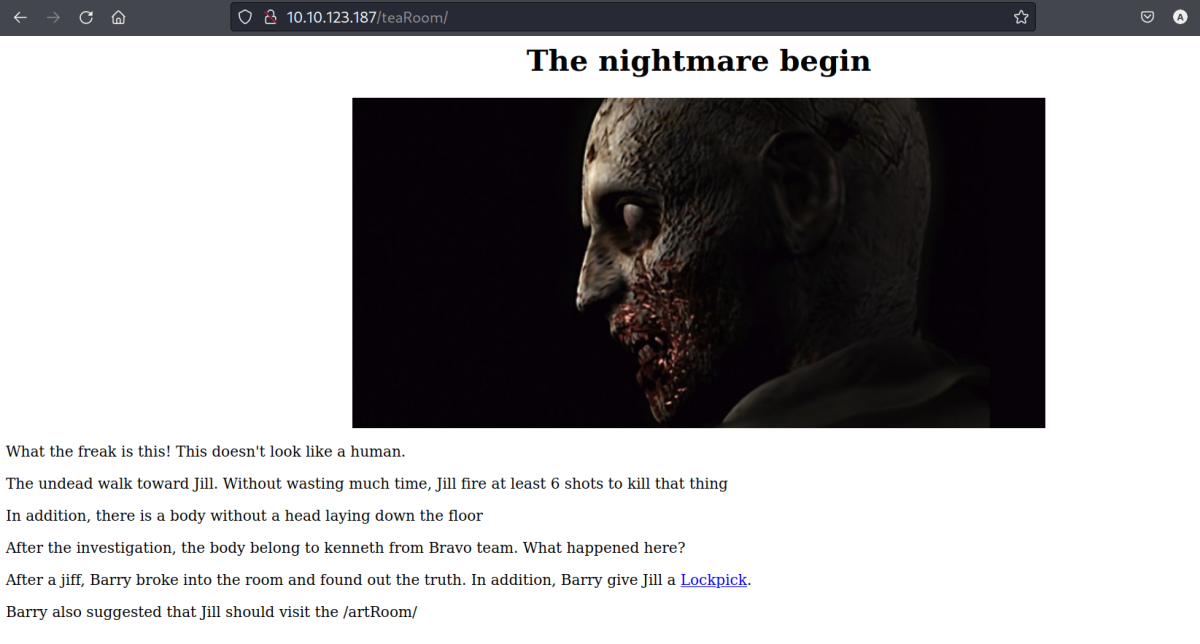 10.10.123.187/teaRoom/
A
The nightmare begin
What the freak is this! This doesn't look like a human.
The undead walk toward Jill. Without wasting much time, Jill fire at least 6 shots to kill that thing
In addition, there is a body without a head laying down the floor
After the investigation, the body belong to kenneth from Bravo team. What happened here?
After a jiff, Barry broke into the room and found out the truth. In addition, Barry give Jill a Lockpick.
Barry also suggested that Jill should visit the /artRoom/